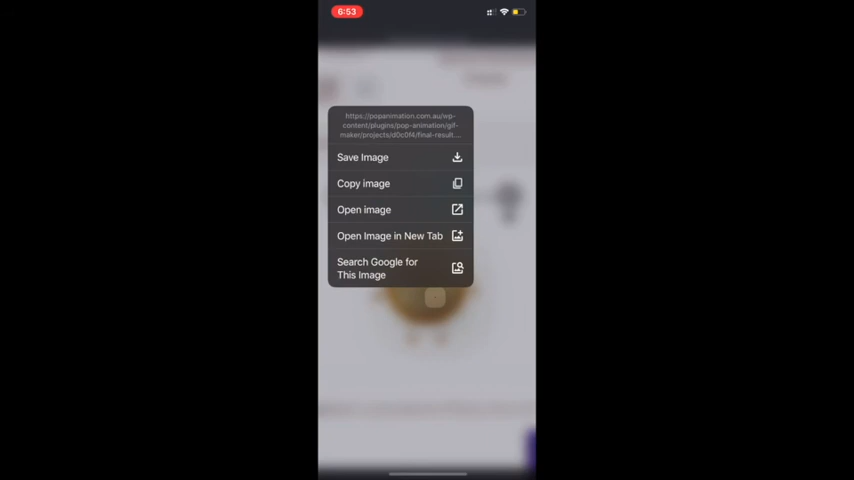 6:53
https://popanimation.com.au/wp-
content/plugins/pop-animation/gif-
maker/projects/d0c0f4/final-result....
Save Image
Copy image
Open image
Open Image in New Tab
Search Google for
This Image